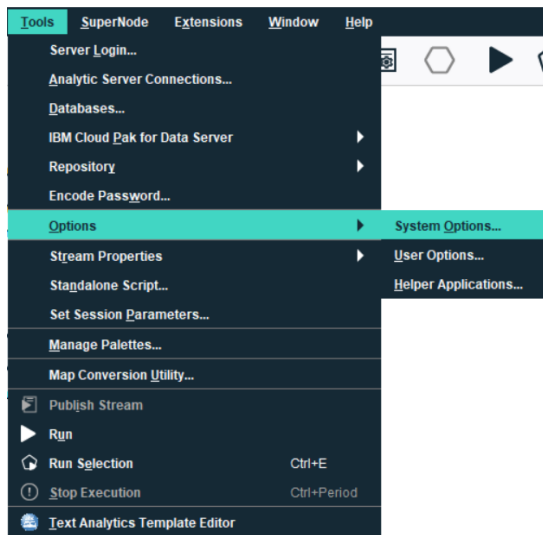 Tools SuperNode Extensions Window Help
Server Login...
Analytic Server Connections...
Databases...
IBM Cloud Pak for Data Server
Repository
Encode Password...
Options System Options...
Stream Properties User Options...
Standalone Script... Helper Applications...
Set Session Parameters...
Manage Palettes...
Map Conversion Utility...
Publish Stream
Run
Run Selection Ctrl+E
Stop Execution Ctrl+Period
Text Analytics Template Editor